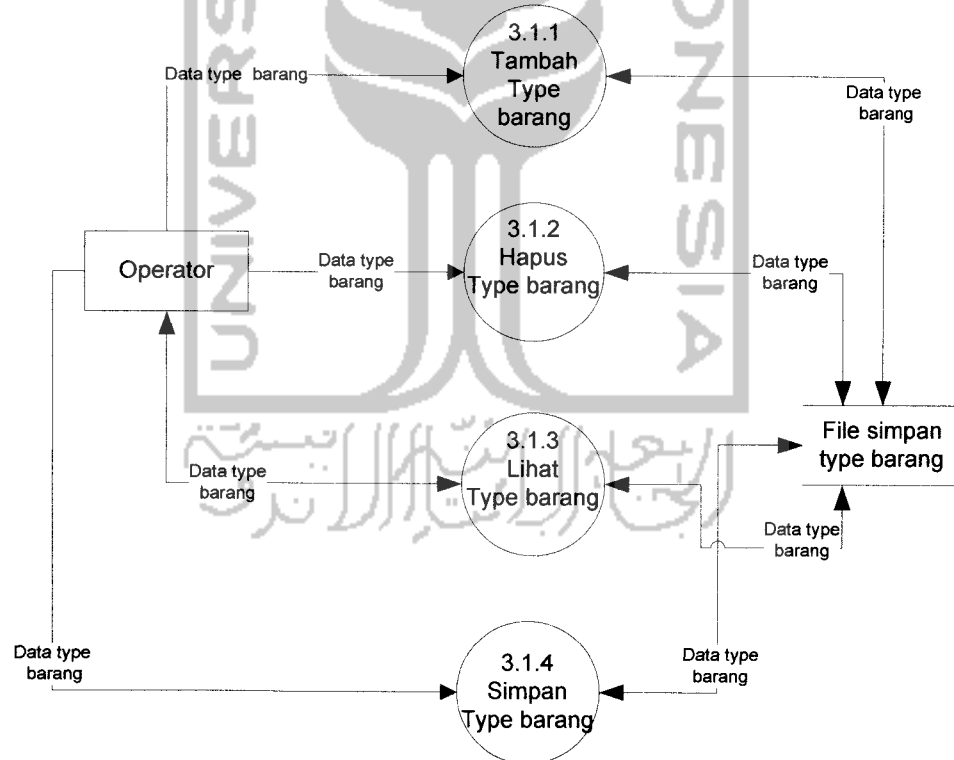 3.1.1
Tambah
Type
barang
Data type barang
Data type
barang
3.1.2
Hapus
Type barang
Operator
Data type
barang
Data type
barang
3.1.3
Lihat
Type barang
Data type
barang
File simpan
type barang
Data type
barang
3.1.4
Simpan
Type barang
Data type
barang
Data type
barang
UNIVERS
ONESIA